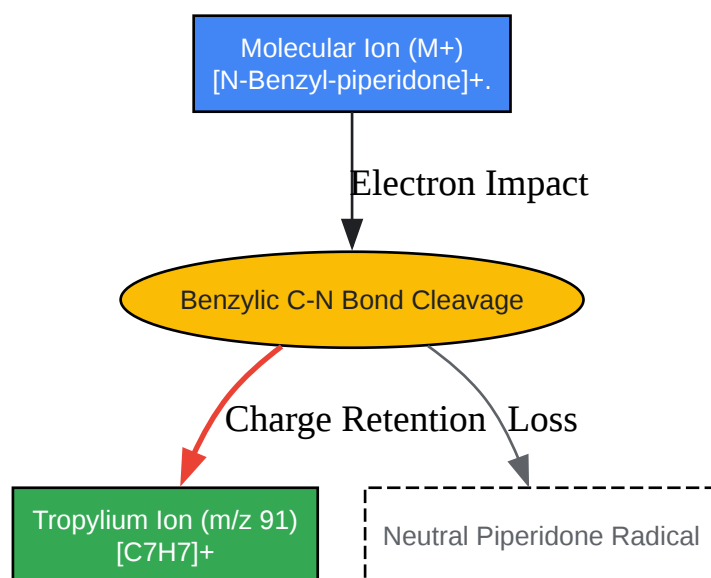 Molecular Ion (M+)
[N-Benzyl-piperidone]+.
Electron Impact
Benzylic C-N Bond Cleavage
Charge Retention
Loss
Tropylium Ion (m/z 91)
[C7H7]+
Neutral Piperidone Radical